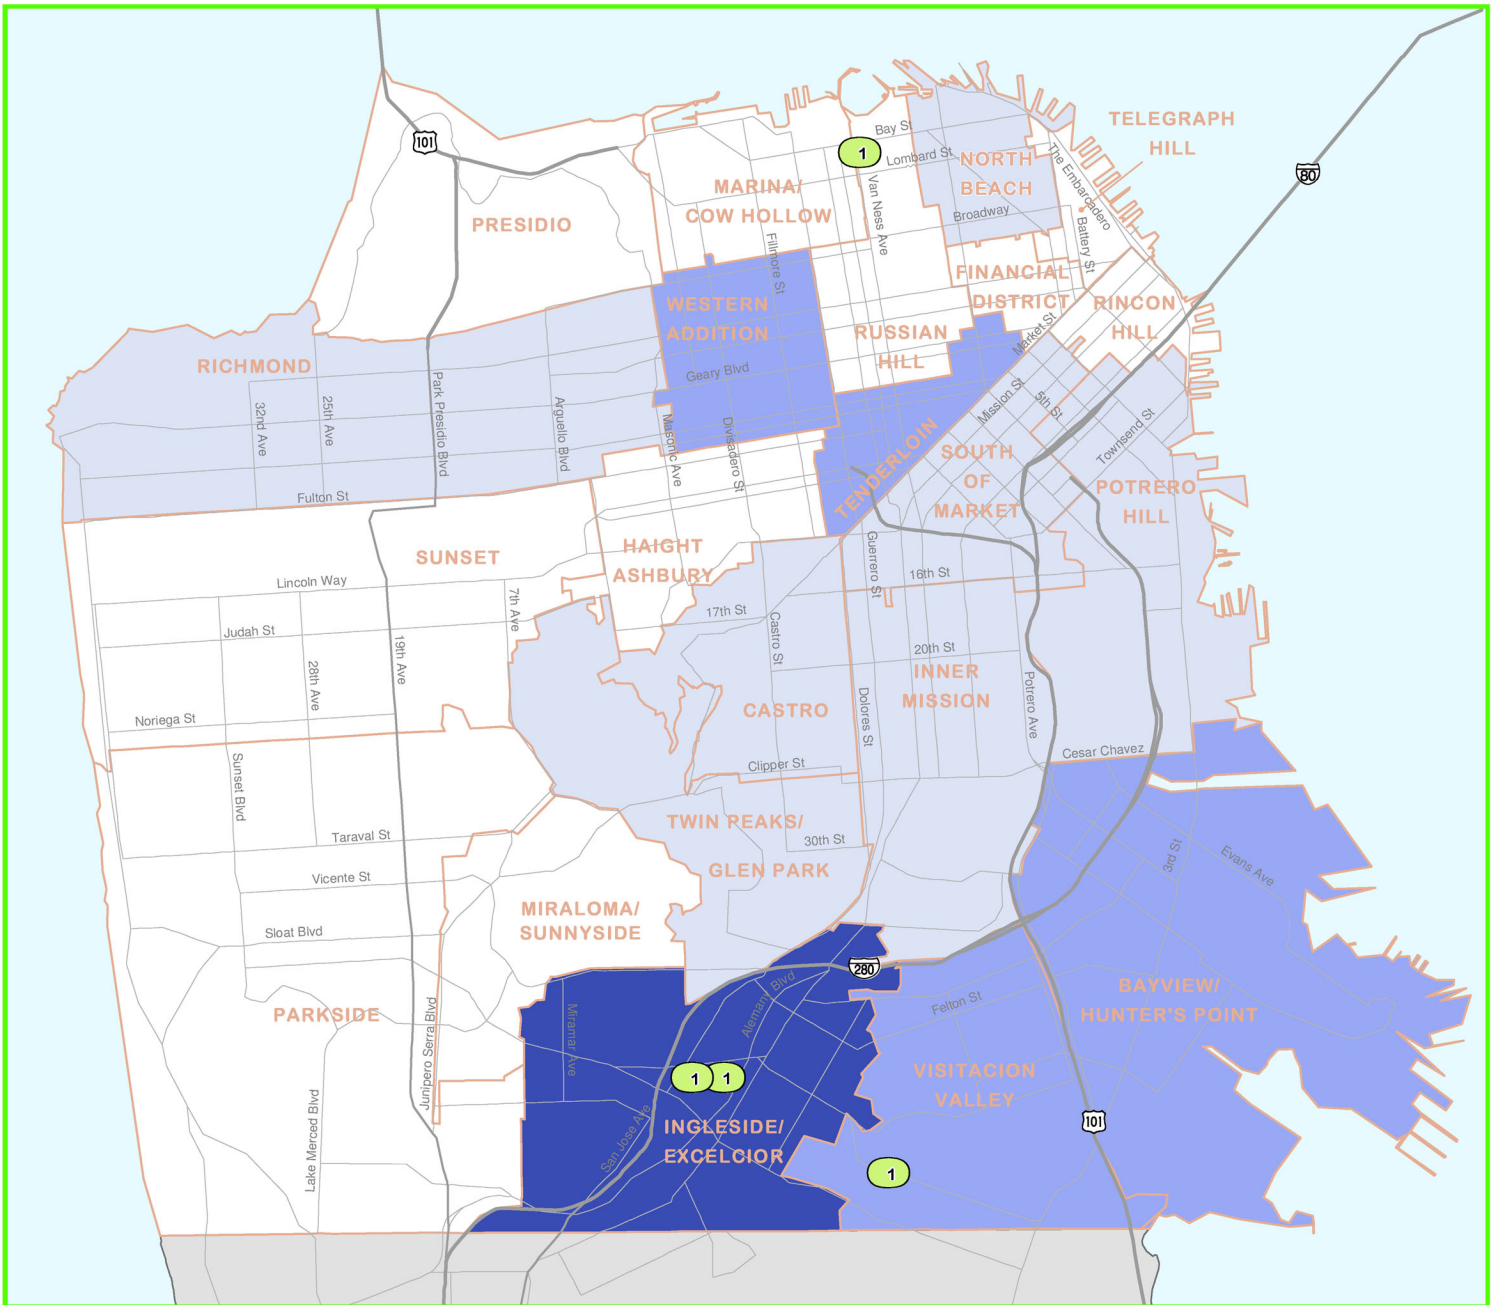 101
TELEGRAPH
HILL
Bay St
1
Lombard St
NORTH
BEACH
The Embarcadero
80
MARINA/
COW HOLLOW
Van Ness Ave
Broadway
Battery St
PRESIDIO
Fillmore St
FINANCIAL
DISTRICT
RINCON
HILL
WESTERN
ADDITION
RUSSIAN
HILL
Market St
RICHMOND
Geary Blvd
32nd Ave
25th Ave
Park Presidio Blvd
Arguello Blvd
Masonic Ave
Divisadero St
Mission St
5th St
Townsend St
TENDERLOIN
SOUTH
OF
MARKET
POTRERO
HILL
Fulton St
SUNSET
HAIGHT
ASHBURY
Guerrero St
16th St
Lincoln Way
7th Ave
17th St
Castro St
Judah St
19th Ave
28th Ave
20th St
INNER
MISSION
Potrero Ave
CASTRO
Dolores St
Noriega St
Cesar Chavez
Clipper St
Sunset Blvd
TWIN PEAKS/
GLEN PARK
30th St
Taraval St
3rd St
Evans Ave
Vicente St
MIRALOMA/
SUNNYSIDE
Sloat Blvd
280
PARKSIDE
Junipero Serra Blvd
Miramar Ave
Alemany Blvd
Felton St
BAYVIEW/
HUNTER'S POINT
VISITACION
VALLEY
1
1
101
INGLESIDE/
EXCELCIOR
San Jose Ave
Lake Merced Blvd
1